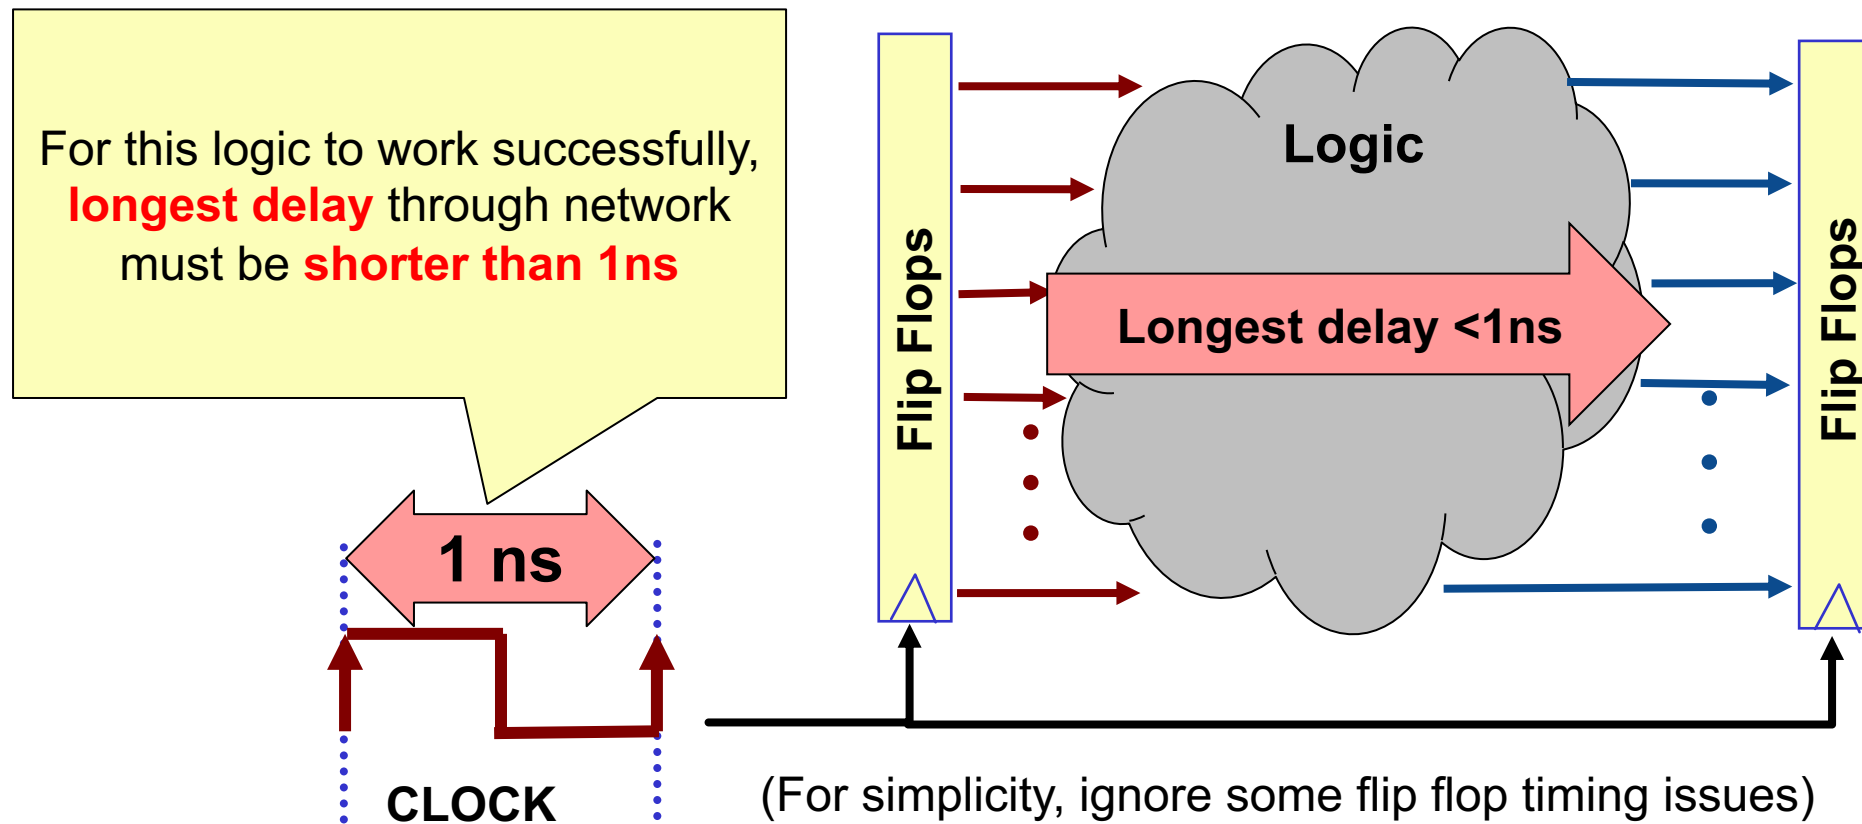 For this logic to work successfully,
longest delay through network
must be shorter than 1ns
1 ns
CLOCK
Flip Flops
Logic
Longest delay <1ns
Flip Flops
(For simplicity, ignore some flip flop timing issues)